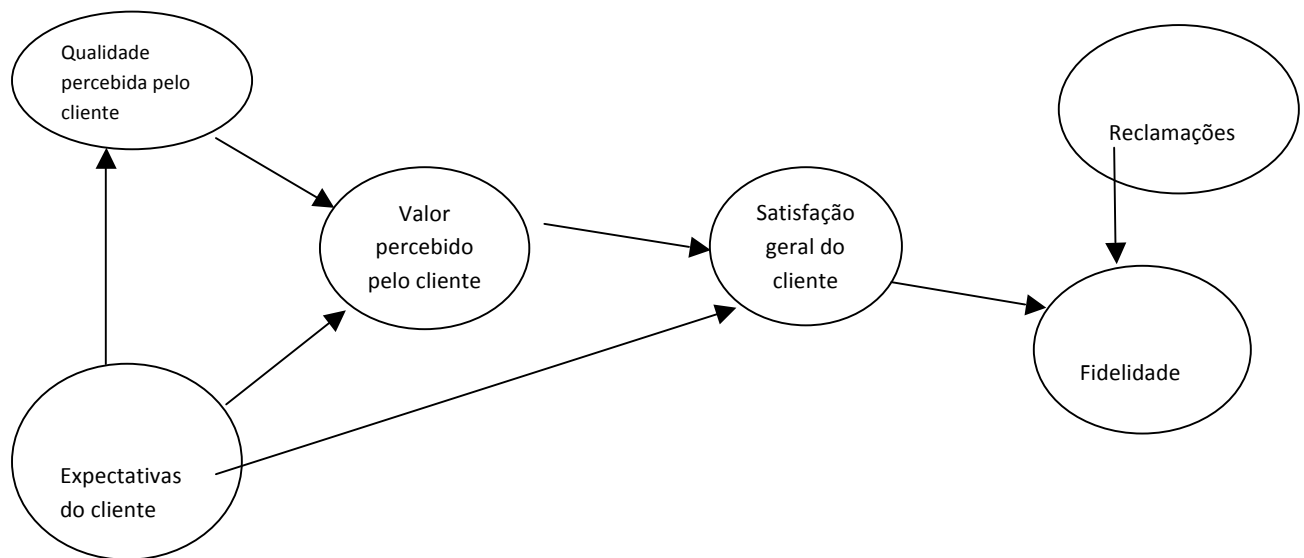 Qualidade
percebida pelo
cliente
Reclamações
Valor
percebido
pelo cliente
Satisfação
geral do
cliente
Fidelidade
Expectativas
do cliente